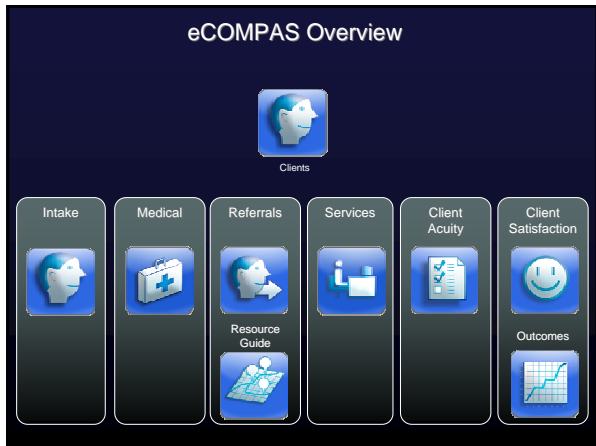 eCOMPAS Overview
Clients
Intake
Medical
Referrals
Services
Client
Acuity
Client
Satisfaction
Resource
Guide
Outcomes